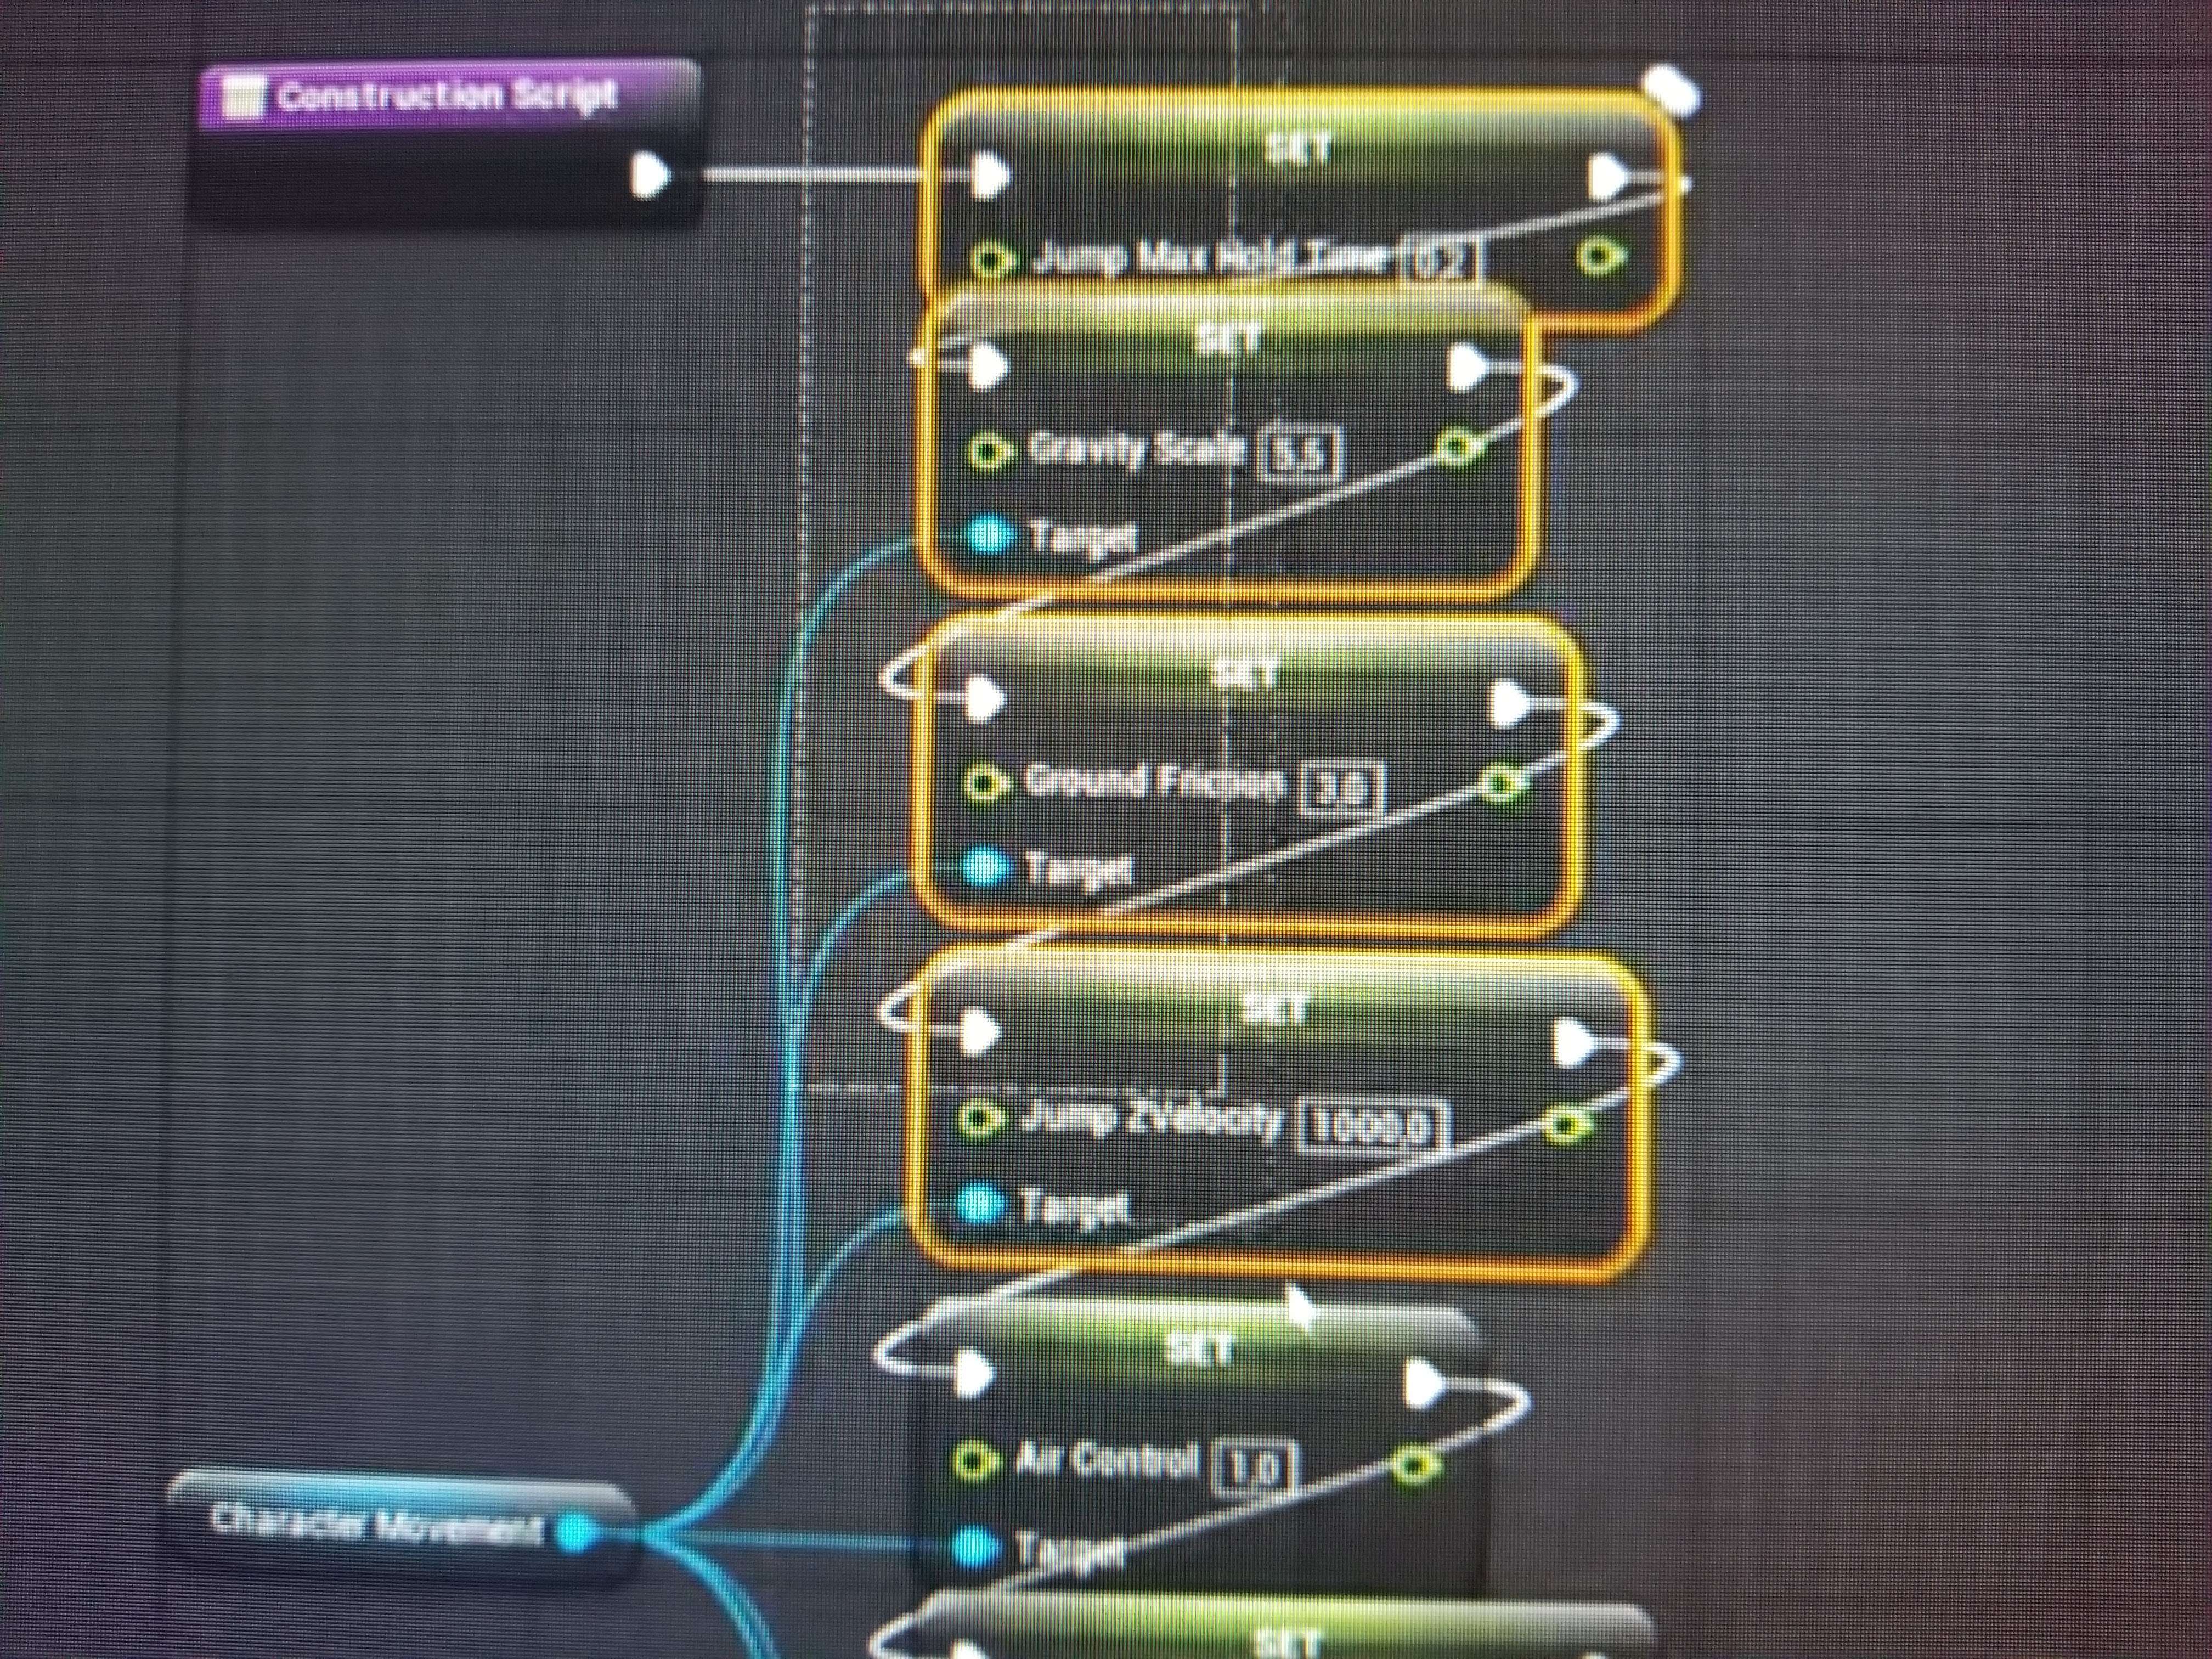 Construction Script
SET
Jump Max Hold Time 0.2
SET
Gravity Scale 5.5
Target
SET
Ground Friction 3.0
Target
SET
Jump ZVelocity 1000.0
Target
SET
Air Control 1.0
Character Movement
Target
SET